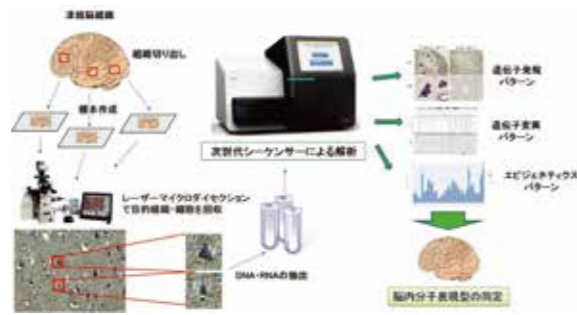 凍結脳組織
組織切り出し
標本作成
レーザーマイクロダイセクション
で目的組織・細胞を回収
DNA・RNAの抽出
次世代シーケンサーによる解析
遺伝子発現
パターン
遺伝子変異
パターン
エピジェネティクス
パターン
脳内分子表現型の同定